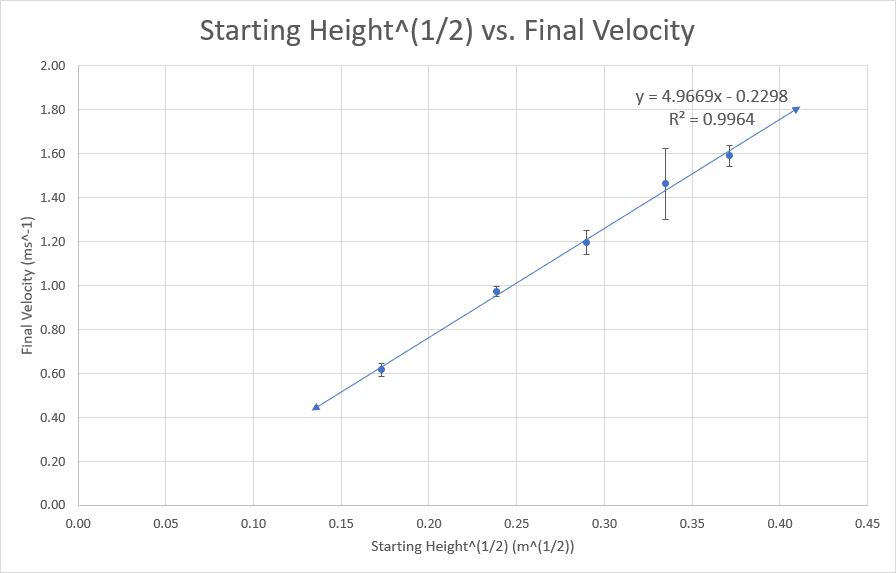 Starting Height^(1/2) vs. Final Velocity
y = 4.9669x - 0.2298
R² = 0.9964
Final Velocity (ms^-1)
2.00
1.80
1.60
1.40
1.20
1.00
0.80
0.60
0.40
0.20
0.00
0.00 0.05 0.10 0.15 0.20 0.25 0.30 0.35 0.40 0.45
Starting Height^(1/2) (m^(1/2))